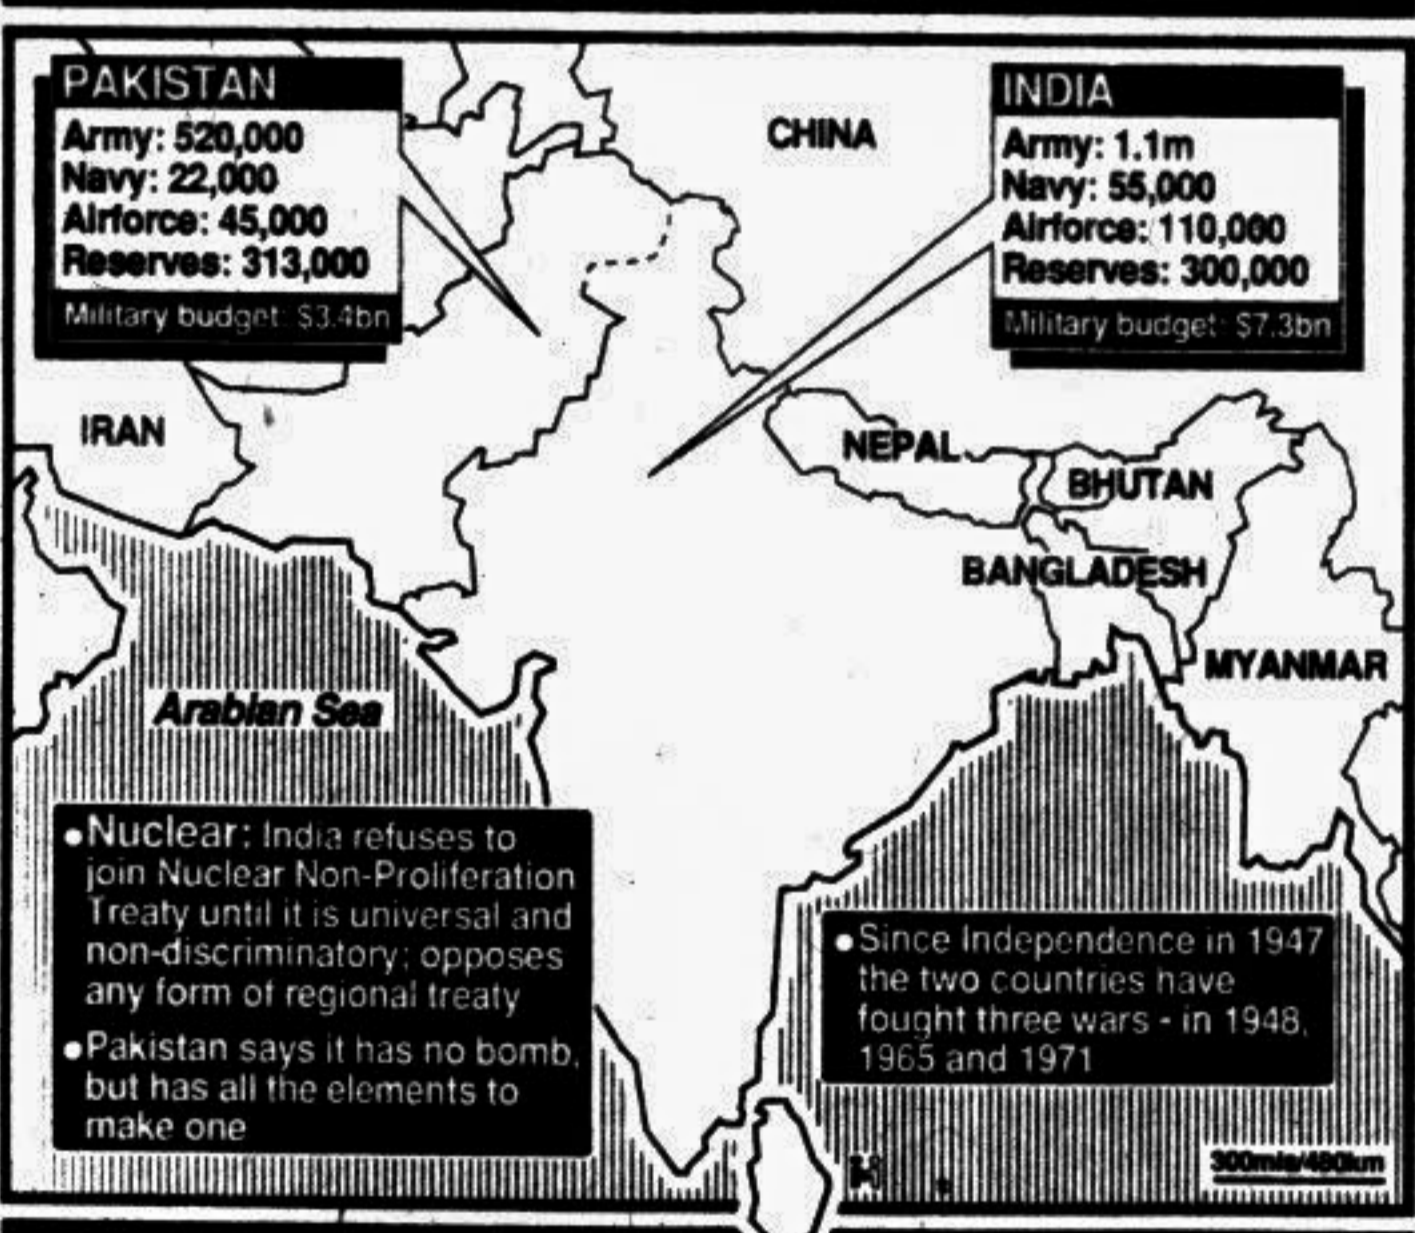 PAKISTAN
Army: 520,000
Navy: 22,000
Airforce: 45,000
Reserves: 313,000
Military budget: $3.4bn
INDIA
Army: 1.1m
Navy: 55,000
Airforce: 110,000
Reserves: 300,000
Military budget: $7.3bn
CHINA
IRAN
NEPAL
BHUTAN
BANGLADESH
MYANMAR
Arabian Sea
●Nuclear: India refuses to
join Nuclear Non-Proliferation
Treaty until it is universal and
non-discriminatory; opposes
any form of regional treaty
●Pakistan says it has no bomb,
but has all the elements to
make one
●Since Independence in 1947
the two countries have
fought three wars - in 1948,
1965 and 1971
300mls/480km